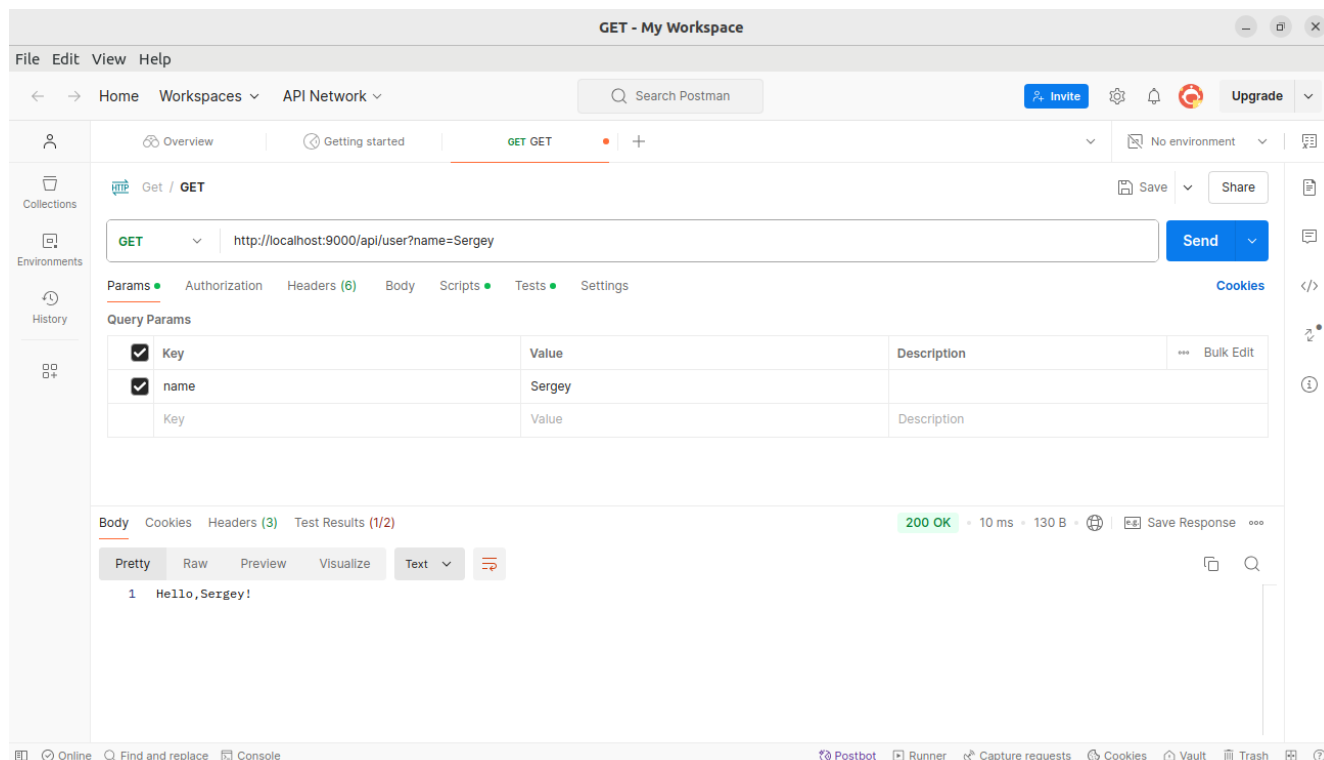 GET - My Workspace
File Edit View Help
Home Workspaces API Network Search Postman Invite Upgrade
Overview Getting started GET GET No environment
Collections
Environments
History
HTTP Get / GET Save Share
GET http://localhost:9000/api/user?name=Sergey Send
Params Authorization Headers (6) Body Scripts Tests Settings Cookies
Query Params
Key Value Description Bulk Edit
name Sergey
Key Value Description
Body Cookies Headers (3) Test Results (1/2) 200 OK 10 ms 130 B e.g. Save Response
Pretty Raw Preview Visualize Text
1 Hello,Sergey!
Online Find and replace Console Postbot Runner Capture requests Cookies Vault Trash